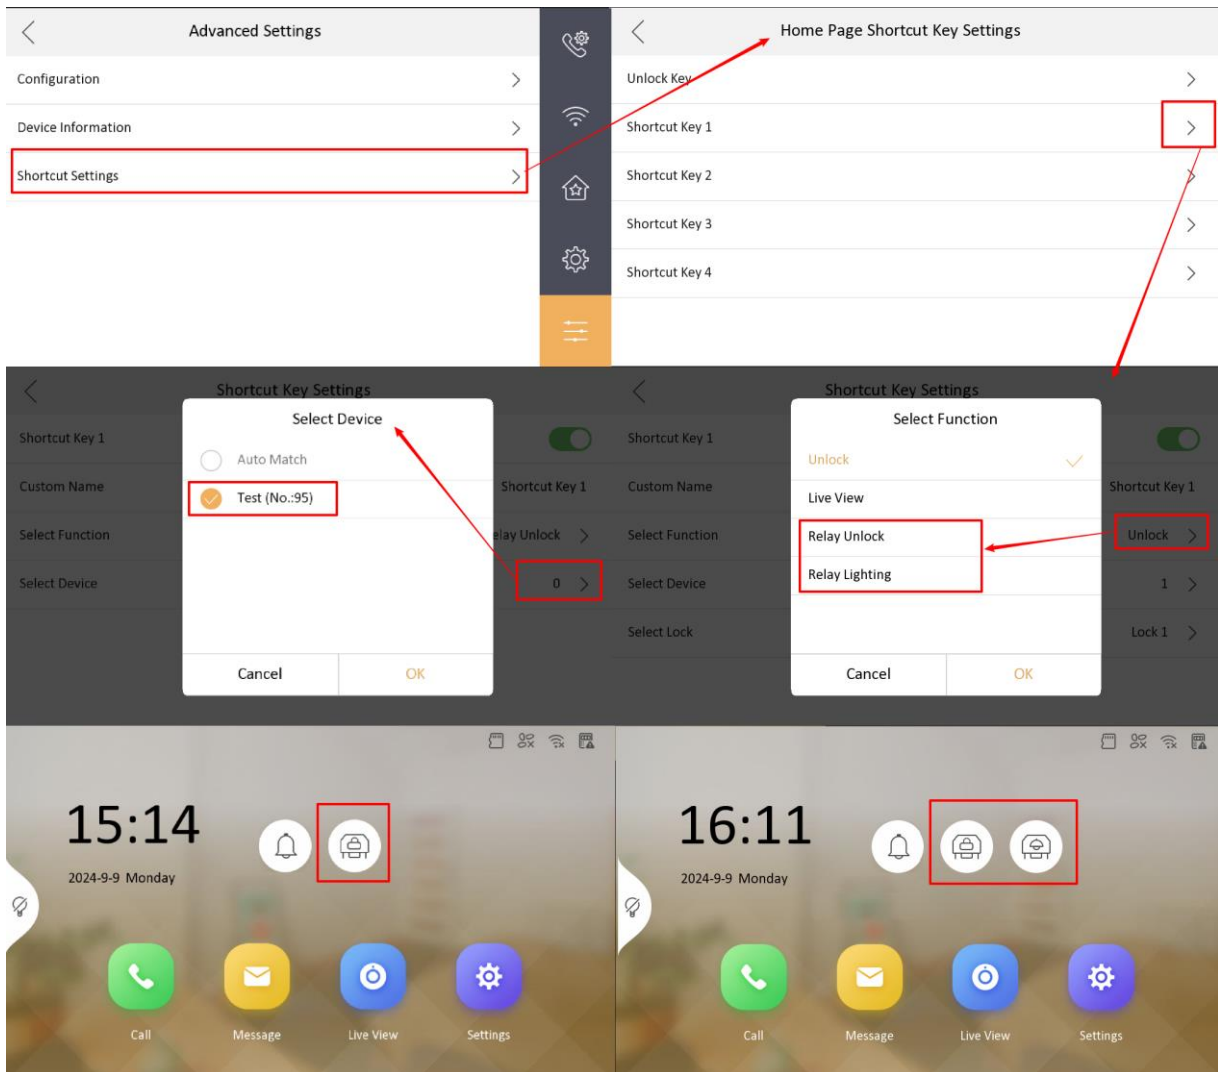 Advanced Settings
Configuration
Device Information
Shortcut Settings
Home Page Shortcut Key Settings
Unlock Key
Shortcut Key 1
Shortcut Key 2
Shortcut Key 3
Shortcut Key 4
Shortcut Key Settings
Shortcut Key 1
Custom Name
Shortcut Key 1
Select Function
elay Unlock
Select Device
0
Select Device
Auto Match
Test (No.:95)
Cancel
OK
Shortcut Key Settings
Shortcut Key 1
Custom Name
Shortcut Key 1
Select Function
Unlock
Select Device
1
Select Lock
Lock 1
Select Function
Unlock
Live View
Relay Unlock
Relay Lighting
Cancel
OK
15:14
2024-9-9 Monday
Call
Message
Live View
Settings
16:11
2024-9-9 Monday
Call
Message
Live View
Settings